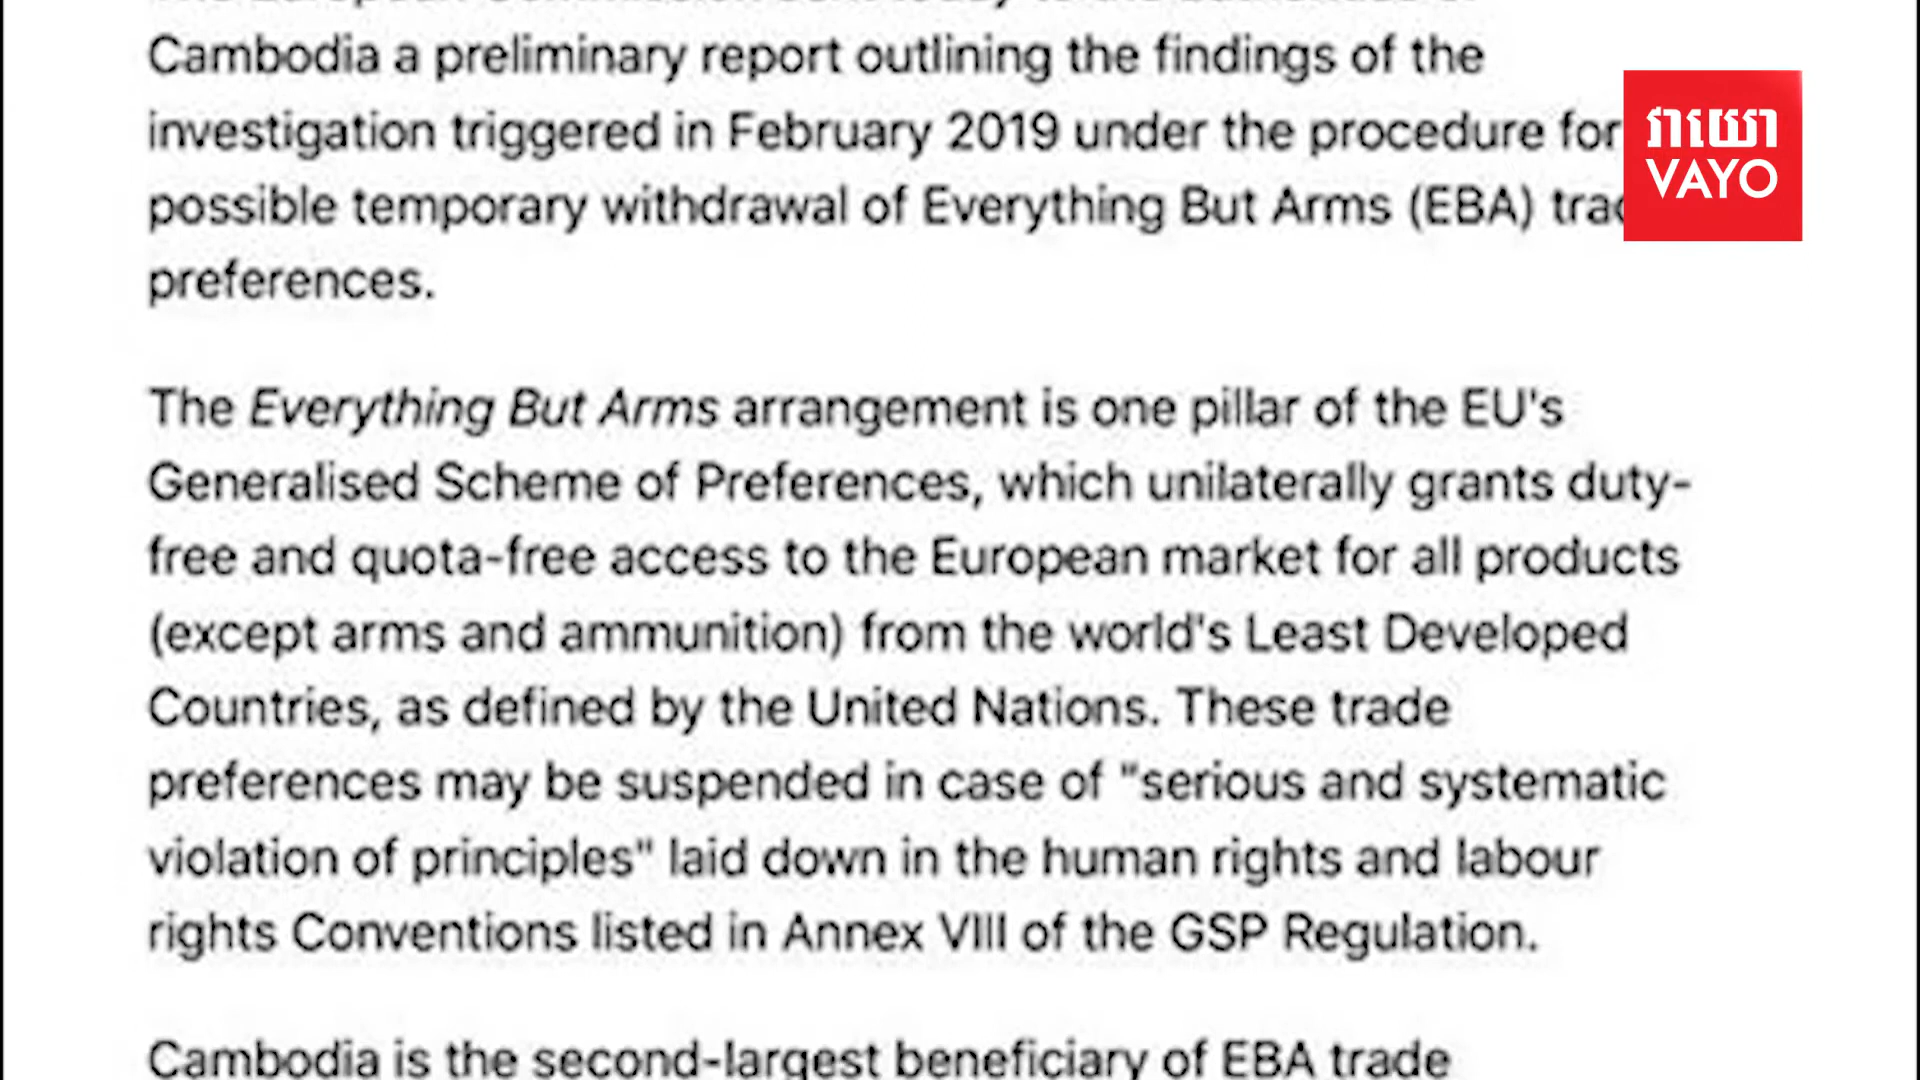 Cambodia a preliminary report outlining the findings of the
investigation triggered in February 2019 under the procedure for
possible temporary withdrawal of Everything But Arms (EBA)
preferences.
The Everything But Arms arrangement is one pillar of the EU's
Generalised Scheme of Preferences, which unilaterally grants duty-
free and quota-free access to the European market for all products
(except arms and ammunition) from the world's Least Developed
Countries, as defined by the United Nations. These trade
preferences may be suspended in case of "serious and systematic
violation of principles" laid down in the human rights and labour
rights Conventions listed in Annex VIII of the GSP Regulation.
Cambodia is the second-largest beneficiary of EBA trade
វាយោ
VAYO